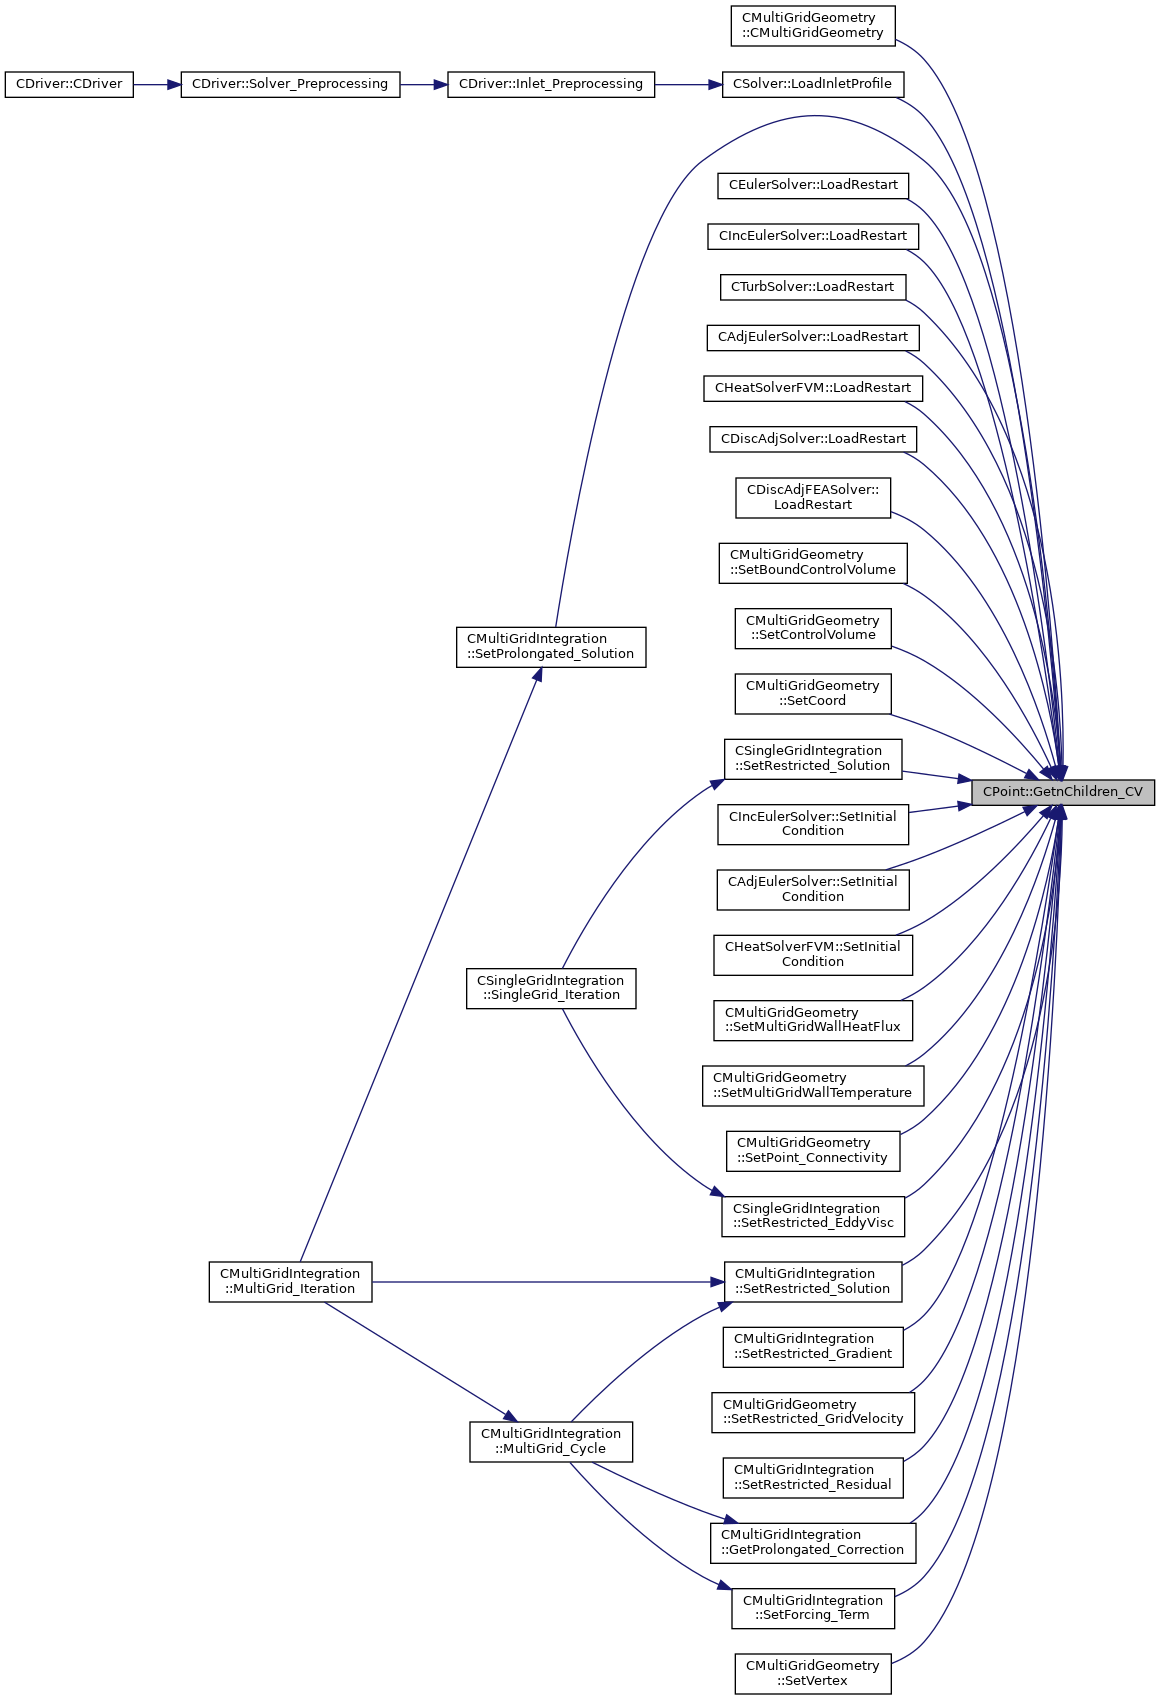 CMultiGridGeometry
::CMultiGridGeometry
CDriver::CDriver
CDriver::Solver_Preprocessing
CDriver::Inlet_Preprocessing
CSolver::LoadInletProfile
CEulerSolver::LoadRestart
CIncEulerSolver::LoadRestart
CTurbSolver::LoadRestart
CAdjEulerSolver::LoadRestart
CHeatSolverFVM::LoadRestart
CDiscAdjSolver::LoadRestart
CDiscAdjFEASolver::
LoadRestart
CMultiGridGeometry
::SetBoundControlVolume
CMultiGridGeometry
::SetControlVolume
CMultiGridIntegration
::SetProlongated_Solution
CMultiGridGeometry
::SetCoord
CSingleGridIntegration
::SetRestricted_Solution
CPoint::GetnChildren_CV
CIncEulerSolver::SetInitial
Condition
CAdjEulerSolver::SetInitial
Condition
CHeatSolverFVM::SetInitial
Condition
CSingleGridIntegration
::SingleGrid_Iteration
CMultiGridGeometry
::SetMultiGridWallHeatFlux
CMultiGridGeometry
::SetMultiGridWallTemperature
CMultiGridGeometry
::SetPoint_Connectivity
CSingleGridIntegration
::SetRestricted_EddyVisc
CMultiGridIntegration
::MultiGrid_Iteration
CMultiGridIntegration
::SetRestricted_Solution
CMultiGridIntegration
::SetRestricted_Gradient
CMultiGridGeometry
::SetRestricted_GridVelocity
CMultiGridIntegration
::MultiGrid_Cycle
CMultiGridIntegration
::SetRestricted_Residual
CMultiGridIntegration
::GetProlongated_Correction
CMultiGridIntegration
::SetForcing_Term
CMultiGridGeometry
::SetVertex